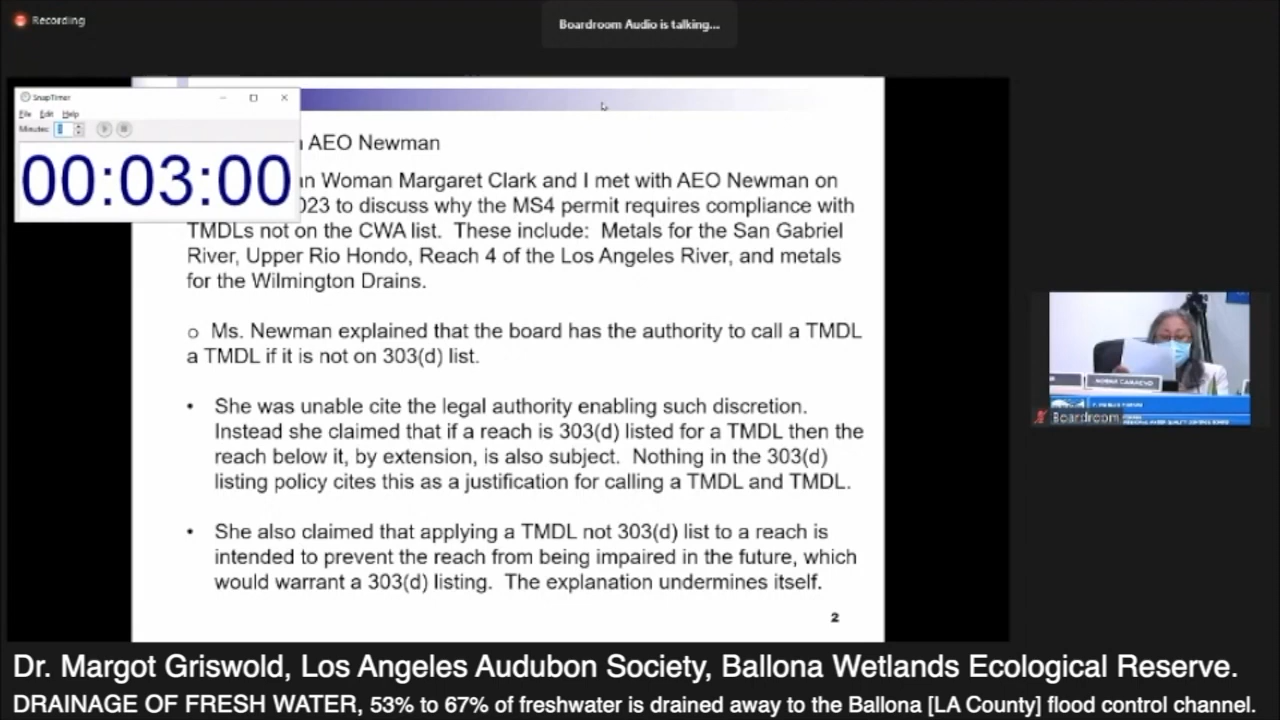 Recording
Boardroom Audio is talking...
SnapTimer
File Edit Help
Minutes:
00:03:00
AEO Newman
Woman Margaret Clark and I met with AEO Newman on
023 to discuss why the MS4 permit requires compliance with
TMDLs not on the CWA list. These include: Metals for the San Gabriel
River, Upper Rio Hondo, Reach 4 of the Los Angeles River, and metals
for the Wilmington Drains.
o Ms. Newman explained that the board has the authority to call a TMDL
a TMDL if it is not on 303(d) list.
• She was unable cite the legal authority enabling such discretion.
Instead she claimed that if a reach is 303(d) listed for a TMDL then the
reach below it, by extension, is also subject. Nothing in the 303(d)
listing policy cites this as a justification for calling a TMDL and TMDL.
• She also claimed that applying a TMDL not 303(d) list to a reach is
intended to prevent the reach from being impaired in the future, which
would warrant a 303(d) listing. The explanation undermines itself.
2
NORMA CAMACHO
Boardroom
Dr. Margot Griswold, Los Angeles Audubon Society, Ballona Wetlands Ecological Reserve.
DRAINAGE OF FRESH WATER, 53% to 67% of freshwater is drained away to the Ballona [LA County] flood control channel.